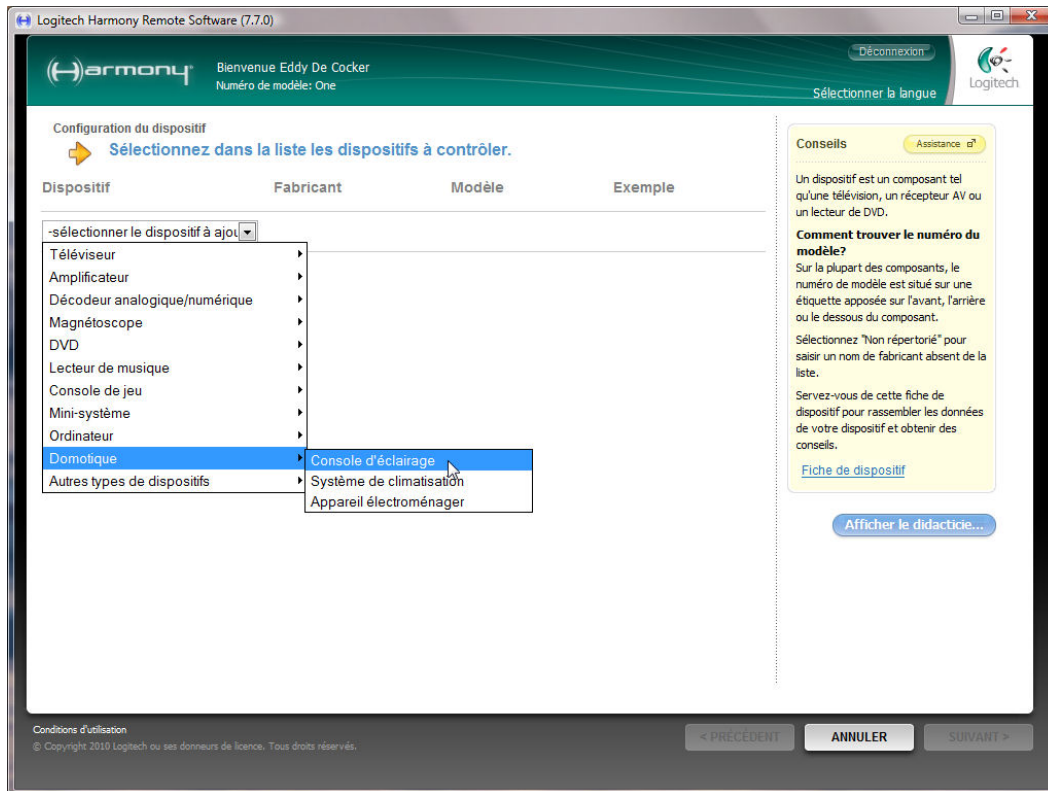 Logitech Harmony Remote Software (7.7.0)
Harmony
Bienvenue Eddy De Cocker
Numéro de modèle: One
Déconnexion
Sélectionner la langue
Logitech
Configuration du dispositif
Sélectionnez dans la liste les dispositifs à contrôler.
Dispositif Fabricant Modèle Exemple
-sélectionner le dispositif à ajou
Téléviseur
Amplificateur
Décodeur analogique/numérique
Magnétoscope
DVD
Lecteur de musique
Console de jeu
Mini-système
Ordinateur
Domotique
Autres types de dispositifs
Console d'éclairage
Système de climatisation
Appareil électroménager
Conseils
Assistance
Un dispositif est un composant tel
qu'une télévision, un récepteur AV ou
un lecteur de DVD.
Comment trouver le numéro du
modèle?
Sur la plupart des composants, le
numéro de modèle est situé sur une
étiquette apposée sur l'avant, l'arrière
ou le dessous du composant.
Sélectionnez "Non répertorié" pour
saisir un nom de fabricant absent de la
liste.
Servez-vous de cette fiche de
dispositif pour rassembler les données
de votre dispositif et obtenir des
conseils.
Fiche de dispositif
Afficher le didacticie...
Conditions d'utilisation
© Copyright 2010 Logitech ou ses donneurs de licence. Tous droits réservés.
< PRÉCÉDENT
ANNULER
SUIVANT >